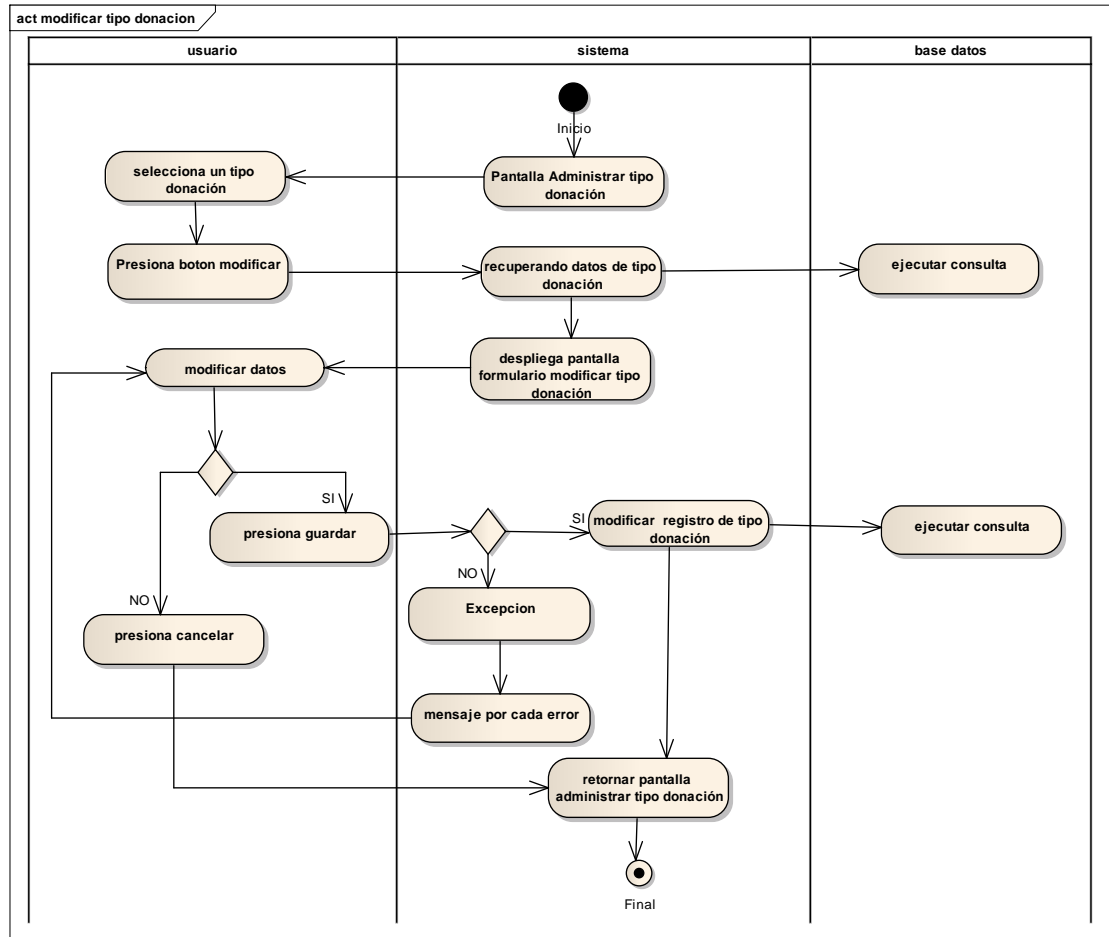 act modificar tipo donacion
usuario
sistema
base datos
Inicio
selecciona un tipo
donación
Pantalla Administrar tipo
donación
Presiona boton modificar
recuperando datos de tipo
donación
ejecutar consulta
modificar datos
despliega pantalla
formulario modificar tipo
donación
SI
presiona guardar
SI
modificar registro de tipo
donación
ejecutar consulta
NO
Excepcion
NO
presiona cancelar
mensaje por cada error
retornar pantalla
administrar tipo donación
Final